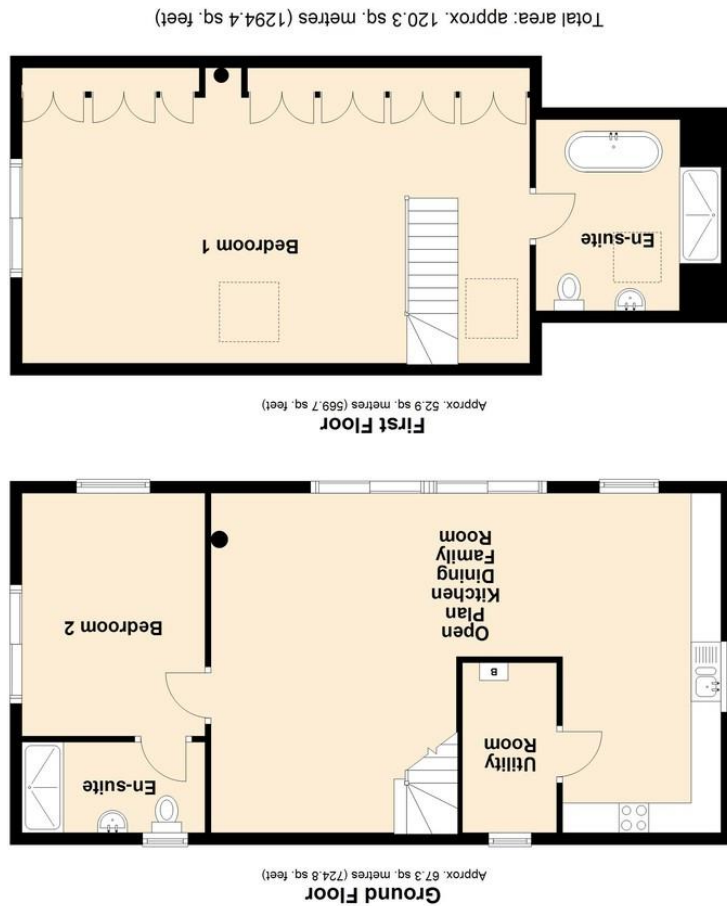 Ground Floor
Approx. 67.3 sq. metres (724.8 sq. feet)
En-suite
Utility
Room
B
Bedroom 2
Open
Plan
Kitchen
Dining
Family
Room
First Floor
Approx. 52.9 sq. metres (569.7 sq. feet)
En-suite
Bedroom 1
Total area: approx. 120.3 sq. metres (1294.4 sq. feet)